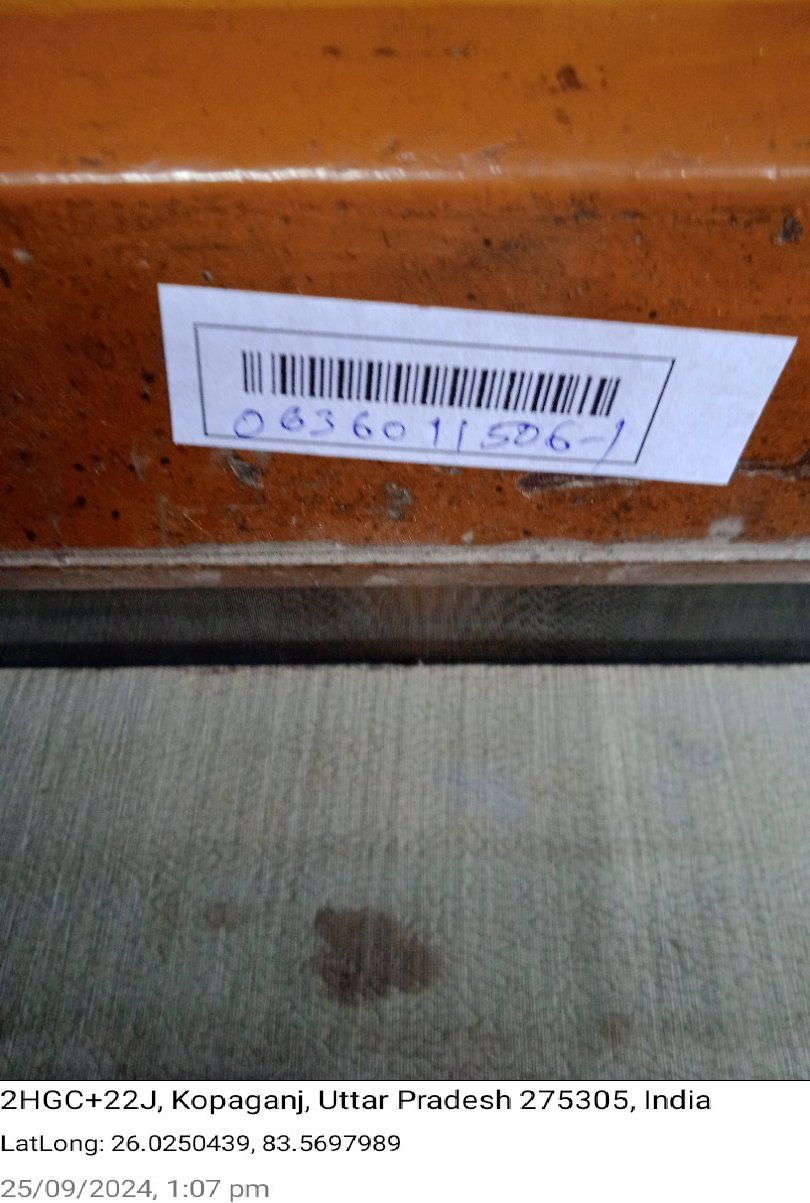 0636011506-1
2HGC+22J, Kopaganj, Uttar Pradesh 275305, India
LatLong: 26.0250439, 83.5697989
25/09/2024, 1:07 pm